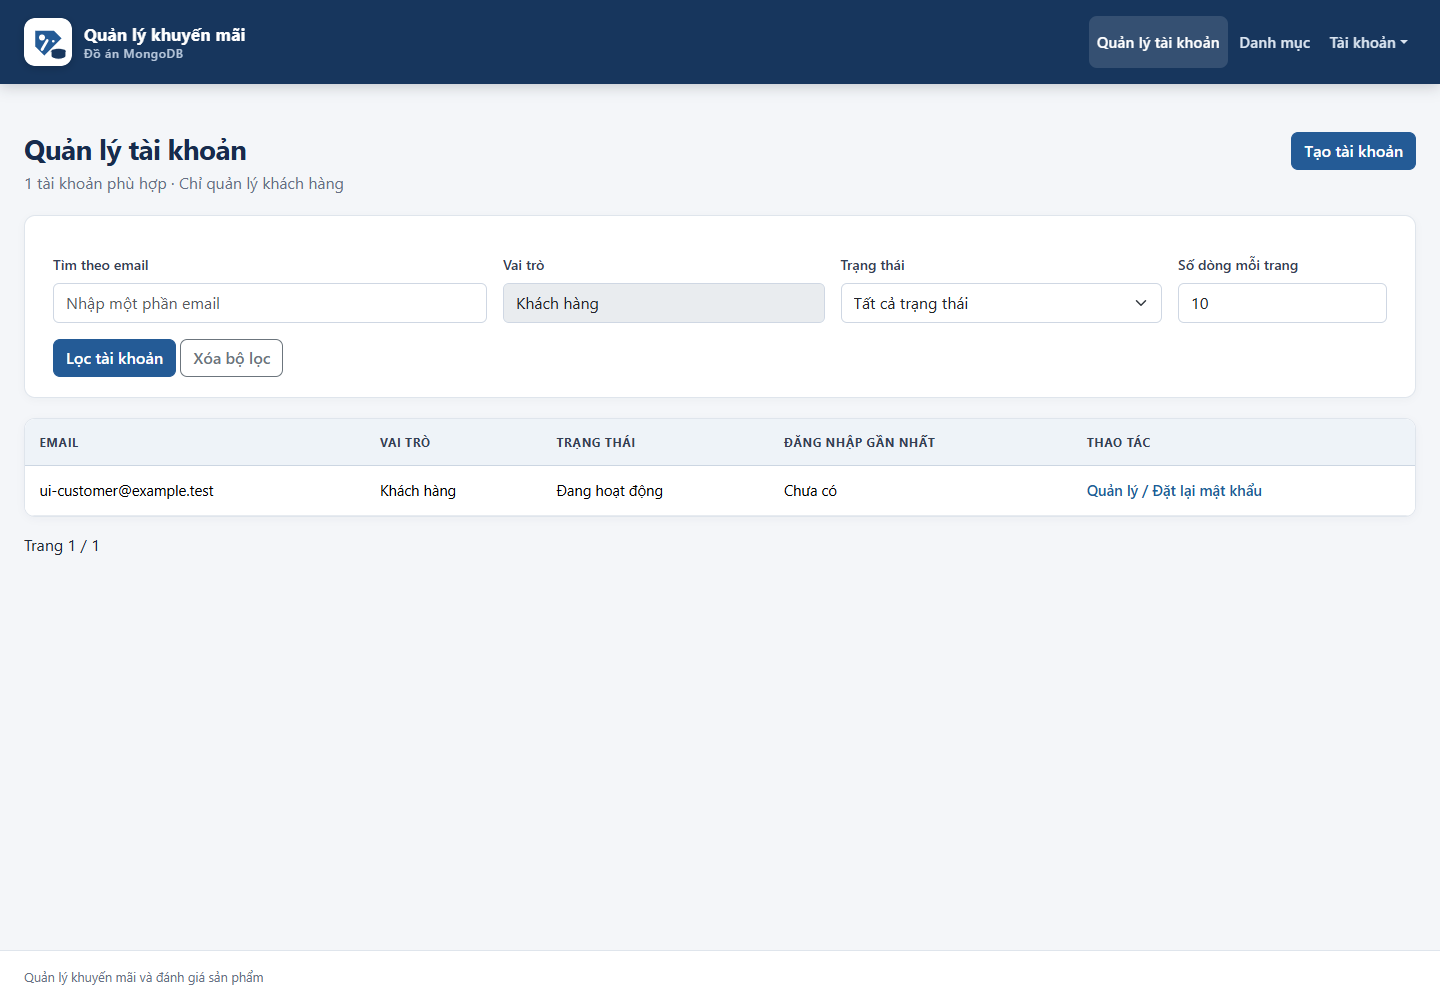 Quản lý khuyến mãi
Đồ án MongoDB
Quản lý tài khoản
Danh mục
Tài khoản
Quản lý tài khoản
1 tài khoản phù hợp · Chỉ quản lý khách hàng
Tạo tài khoản
Tìm theo email
Vai trò
Trạng thái
Số dòng mỗi trang
Nhập một phần email
Khách hàng
Tất cả trạng thái
10
Lọc tài khoản
Xóa bộ lọc
EMAIL
VAI TRÒ
TRẠNG THÁI
ĐĂNG NHẬP GẦN NHẤT
THAO TÁC
ui-customer@example.test
Khách hàng
Đang hoạt động
Chưa có
Quản lý / Đặt lại mật khẩu
Trang 1 / 1
Quản lý khuyến mãi và đánh giá sản phẩm